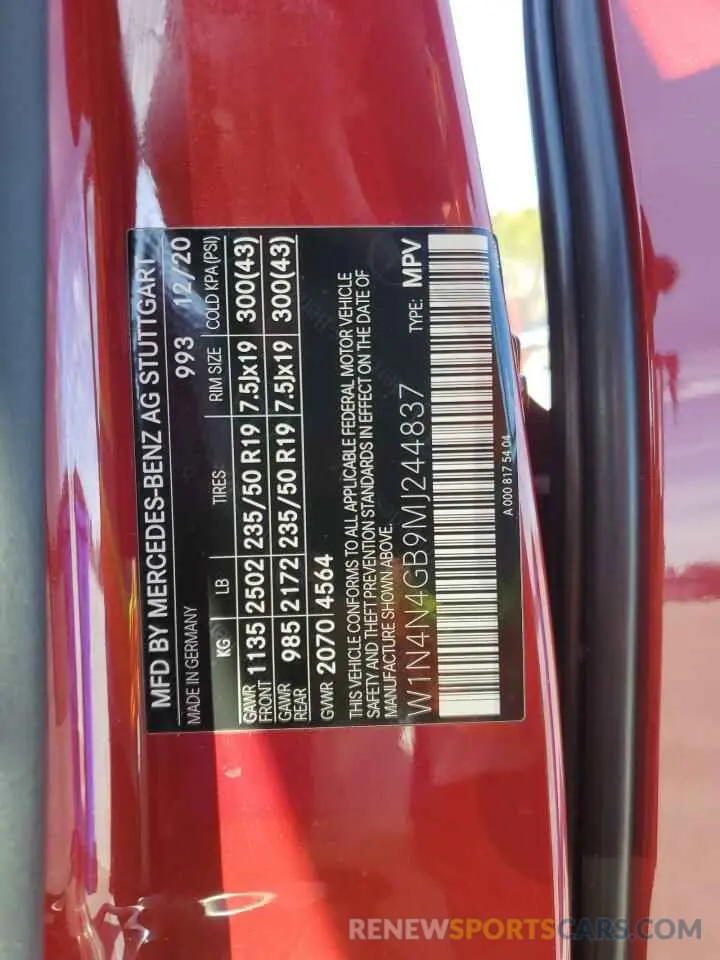 MFD BY MERCEDES-BENZ AG STUTTGART
MADE IN GERMANY 993 12/20
KG LB TIRES RIM SIZE COLD KPA(PSI)
GAWR FRONT 1135 2502 235/50 R19 7.5Jx19 300(43)
GAWR REAR 985 2172 235/50 R19 7.5Jx19 300(43)
GVWR 2070 4564
THIS VEHICLE CONFORMS TO ALL APPLICABLE FEDERAL MOTOR VEHICLE
SAFETY AND THEFT PREVENTION STANDARDS IN EFFECT ON THE DATE OF
MANUFACTURE SHOWN ABOVE.
W1N4N4GB9MJ244837 TYPE: MPV
A 000 817 54 04
RENEWSPORTSCARS.COM